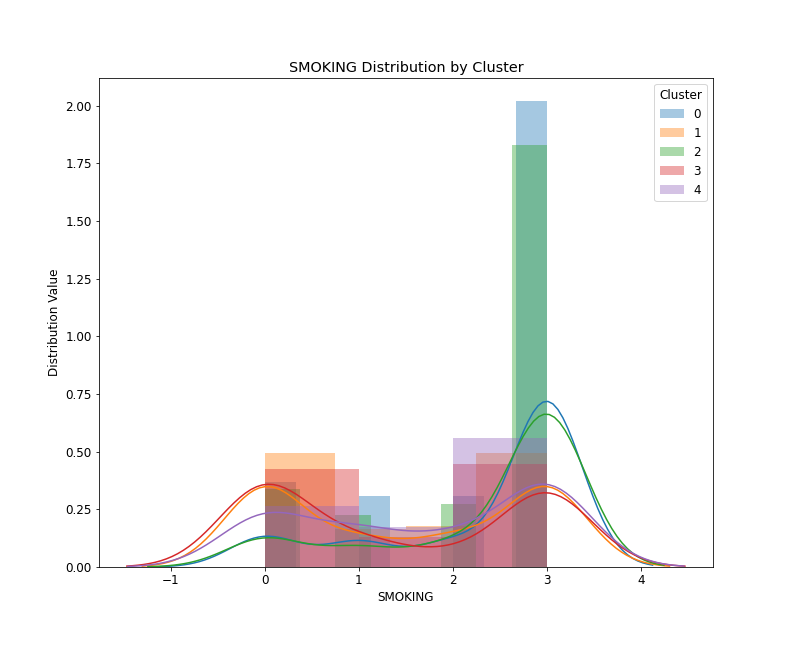 SMOKING Distribution by Cluster
Cluster
0
1
2
3
4
2.00
1.75
1.50
1.25
1.00
0.75
0.50
0.25
0.00
Distribution Value
−1 0 1 2 3 4
SMOKING